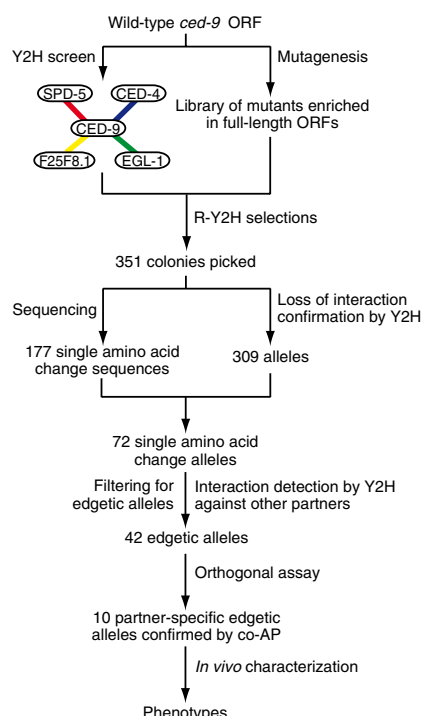 Wild-type ced-9 ORF
Y2H screen
Mutagenesis
SPD-5
CED-4
CED-9
F25F8.1
EGL-1
Library of mutants enriched
in full-length ORFs
R-Y2H selections
351 colonies picked
Sequencing
Loss of interaction
confirmation by Y2H
177 single amino acid
change sequences
309 alleles
72 single amino acid
change alleles
Filtering for
edgetic alleles
Interaction detection by Y2H
against other partners
42 edgetic alleles
Orthogonal assay
10 partner-specific edgetic
alleles confirmed by co-AP
In vivo characterization
Phenotypes